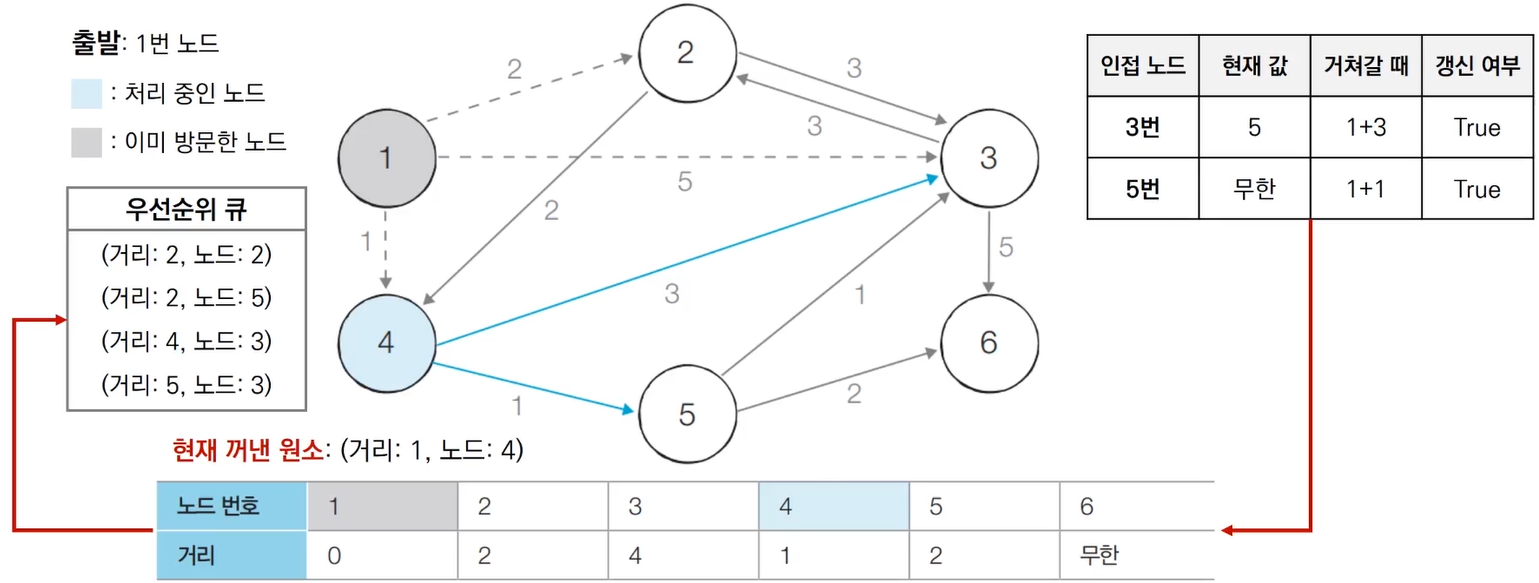 출발: 1번 노드
: 처리 중인 노드
: 이미 방문한 노드
우선순위 큐
(거리: 2, 노드: 2)
(거리: 2, 노드: 5)
(거리: 4, 노드: 3)
(거리: 5, 노드: 3)
1
2
3
4
5
6
2
3
3
5
2
1
3
1
1
2
5
인접 노드 현재 값 거쳐갈 때 갱신 여부
3번 5 1+3 True
5번 무한 1+1 True
현재 꺼낸 원소: (거리: 1, 노드: 4)
노드 번호 1 2 3 4 5 6
거리 0 2 4 1 2 무한